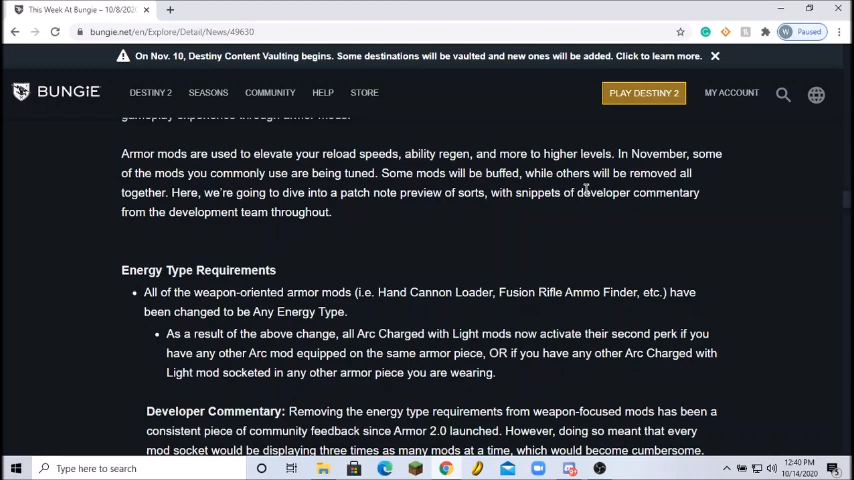 This Week At Bungie – 10/8/2020
bungie.net/en/Explore/Detail/News/49630
Paused
On Nov. 10, Destiny Content Vaulting begins. Some destinations will be vaulted and new ones will be added. Click to learn more.
BUNGiE
DESTINY 2
SEASONS
COMMUNITY
HELP
STORE
PLAY DESTINY 2
MY ACCOUNT
gameplay experience through armor mods.
Armor mods are used to elevate your reload speeds, ability regen, and more to higher levels. In November, some
of the mods you commonly use are being tuned. Some mods will be buffed, while others will be removed all
together. Here, we're going to dive into a patch note preview of sorts, with snippets of developer commentary
from the development team throughout.
Energy Type Requirements
• All of the weapon-oriented armor mods (i.e. Hand Cannon Loader, Fusion Rifle Ammo Finder, etc.) have
been changed to be Any Energy Type.
• As a result of the above change, all Arc Charged with Light mods now activate their second perk if you
have any other Arc mod equipped on the same armor piece, OR if you have any other Arc Charged with
Light mod socketed in any other armor piece you are wearing.
Developer Commentary: Removing the energy type requirements from weapon-focused mods has been a
consistent piece of community feedback since Armor 2.0 launched. However, doing so meant that every
mod socket would be displaying three times as many mods at a time, which would become cumbersome.
Type here to search
12:40 PM
10/14/2020